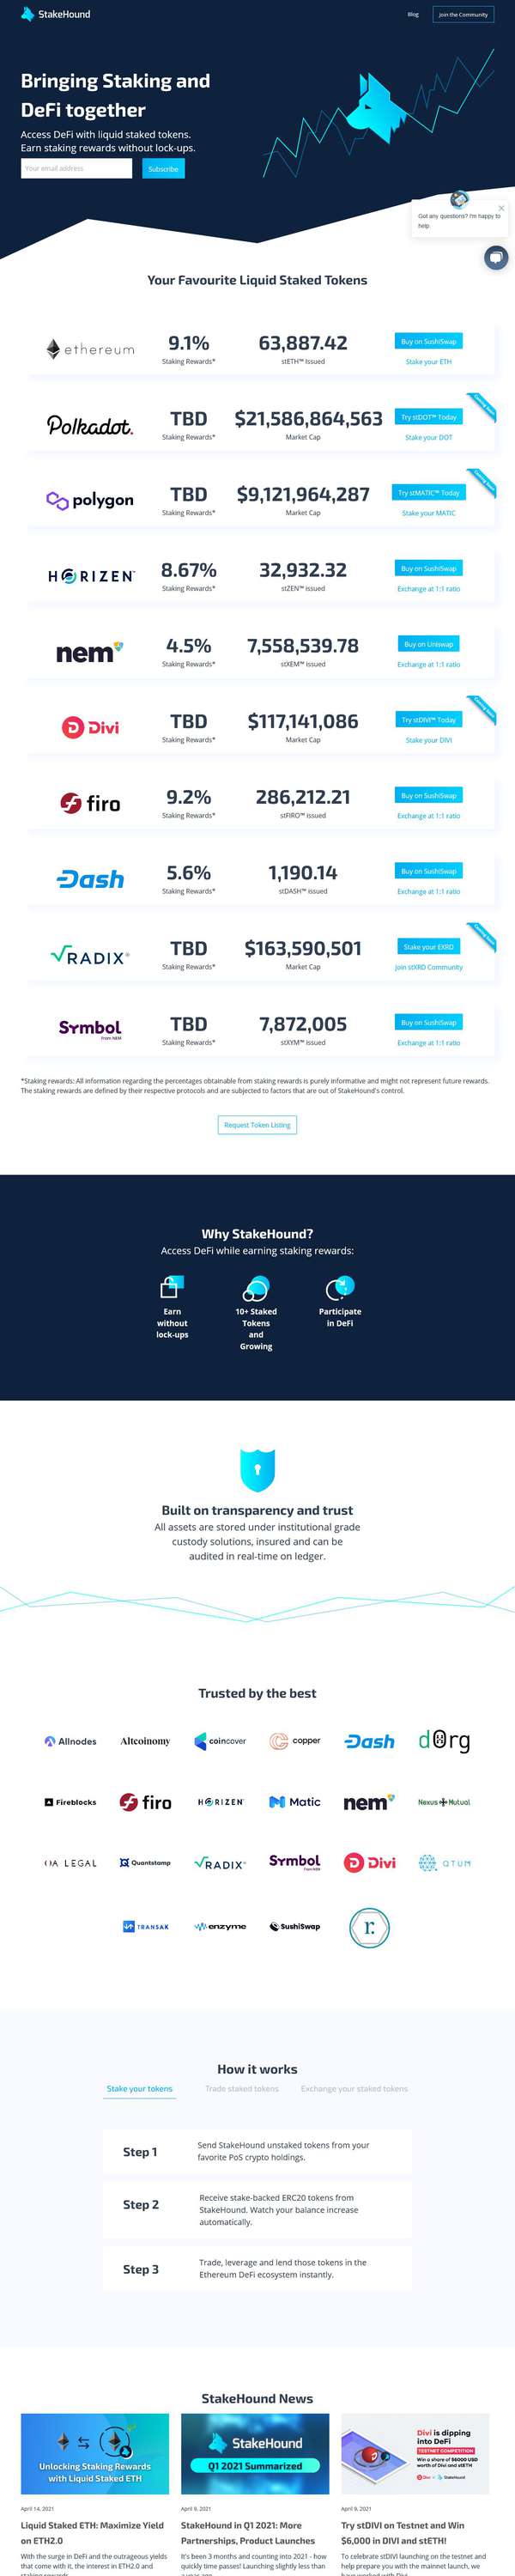 StakeHound
Blog
Join the Community
Bringing Staking and
DeFi together
Access DeFi with liquid staked tokens.
Earn staking rewards without lock-ups.
Your email address
Subscribe
Got any questions? I'm happy to
help
Your Favourite Liquid Staked Tokens
ethereum
9.1%
63,887.42
Buy on SushiSwap
Staking Rewards*
stETH™ Issued
Stake your ETH
Coming Soon
Polkadot.
TBD
$21,586,864,563
Try stDOT™ Today
Staking Rewards*
Market Cap
Stake your DOT
Coming Soon
polygon
TBD
$9,121,964,287
Try stMATIC™ Today
Staking Rewards*
Market Cap
Stake your MATIC
HORIZEN
8.67%
32,932.32
Buy on SushiSwap
Staking Rewards*
stZEN™ issued
Exchange at 1:1 ratio
nem
4.5%
7,558,539.78
Buy on Uniswap
Staking Rewards*
stXEM™ issued
Exchange at 1:1 ratio
Coming Soon
Divi
TBD
$117,141,086
Try stDIVI™ Today
Staking Rewards*
Market Cap
Stake your DIVI
firo
9.2%
286,212.21
Buy on SushiSwap
Staking Rewards*
stFIRO™ issued
Exchange at 1:1 ratio
Dash
5.6%
1,190.14
Buy on SushiSwap
Staking Rewards*
stDASH™ issued
Exchange at 1:1 ratio
Coming Soon
RADIX®
TBD
$163,590,501
Stake your EXRD
Staking Rewards*
Market Cap
Join stXRD Community
Symbol
from NEM
TBD
7,872,005
Buy on SushiSwap
Staking Rewards*
stXYM™ Issued
Exchange at 1:1 ratio
*Staking rewards: All information regarding the percentages obtainable from staking rewards is purely informative and might not represent future rewards.
The staking rewards are defined by their respective protocols and are subjected to factors that are out of StakeHound's control.
Request Token Listing
Why StakeHound?
Access DeFi while earning staking rewards:
Earn
without
lock-ups
10+ Staked
Tokens
and
Growing
Participate
in DeFi
Built on transparency and trust
All assets are stored under institutional grade
custody solutions, insured and can be
audited in real-time on ledger.
Trusted by the best
Allnodes
Altcoinomy
coincover
copper
Dash
dOrg
Fireblocks
firo
HORIZEN
Matic
nem
Nexus Mutual
OA LEGAL
Quantstamp
RADIX®
Symbol
from NEM
Divi
QTUM
TRANSAK
enzyme
SushiSwap
r.
How it works
Stake your tokens
Trade staked tokens
Exchange your staked tokens
Step 1
Send StakeHound unstaked tokens from your
favorite PoS crypto holdings.
Step 2
Receive stake-backed ERC20 tokens from
StakeHound. Watch your balance increase
automatically.
Step 3
Trade, leverage and lend those tokens in the
Ethereum DeFi ecosystem instantly.
StakeHound News
Unlocking Staking Rewards
with Liquid Staked ETH
April 14, 2021
Liquid Staked ETH: Maximize Yield
on ETH2.0
With the surge in DeFi and the outrageous yields
that come with it, the interest in ETH2.0 and
staking rewards
StakeHound
Q1 2021 Summarized
April 9, 2021
StakeHound in Q1 2021: More
Partnerships, Product Launches
It's been 3 months and counting into 2021 - how
quickly time passes! Launching slightly less than
a year ago
Divi is dipping
into DeFi
TESTNET COMPETITION
Win a share of $6000 USD
worth of Divi and stETH
Divi
StakeHound
April 9, 2021
Try stDIVI on Testnet and Win
$6,000 in DIVI and stETH!
To celebrate stDIVI launching on the testnet and
help prepare you with the mainnet launch, we
have worked with Divi